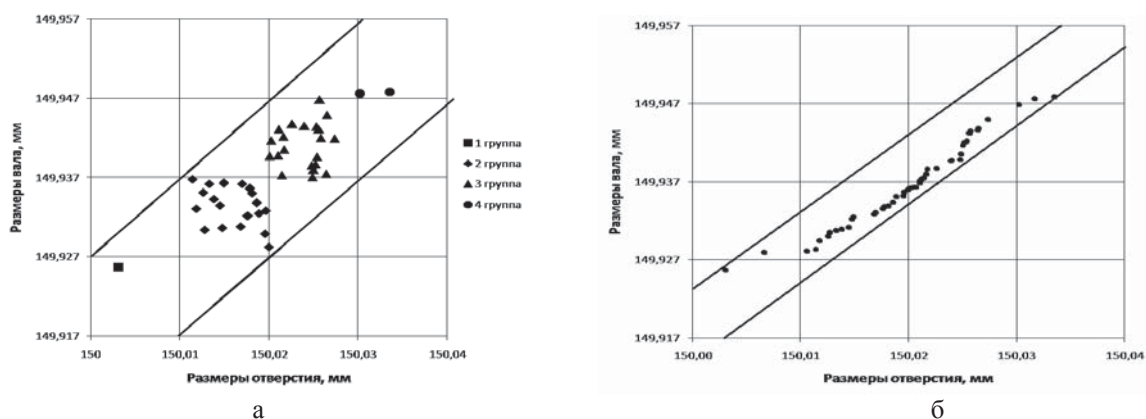 149,957
149,947
149,937
149,927
149,917
Размеры вала, мм
150
150,01
150,02
150,03
150,04
Размеры отверстия, мм
1 группа
2 группа
3 группа
4 группа
а
149,957
149,947
149,937
149,927
149,917
Размеры вала, мм
150,00
150,01
150,02
150,03
150,04
Размеры отверстия, мм
б